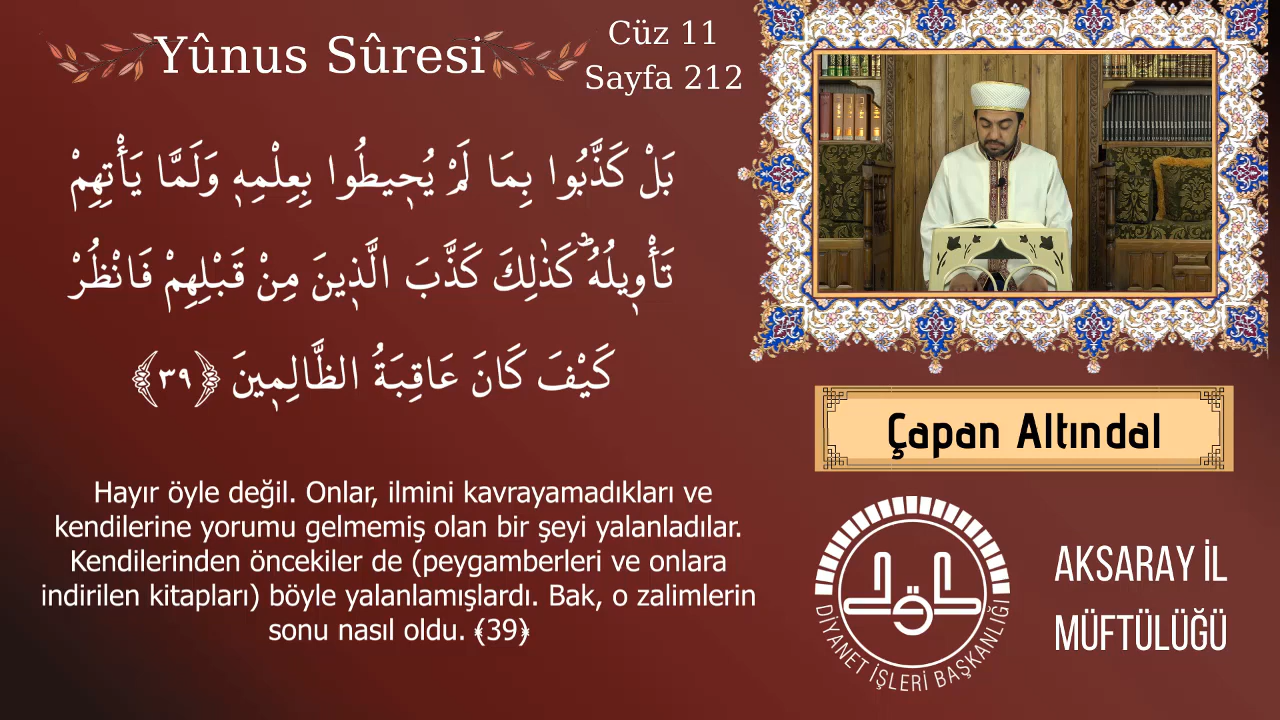 Yûnus Sûresi
Cüz 11
Sayfa 212
بَلْ كَذَّبُوا بِمَا لَمْ يُحٖيطُوا بِعِلْمِهٖ وَلَمَّا يَأْتِهِمْ
تَأْوٖيلُهُؕ كَذٰلِكَ كَذَّبَ الَّذٖينَ مِنْ قَبْلِهِمْ فَانْظُرْ
كَيْفَ كَانَ عَاقِبَةُ الظَّالِمٖينَ ﴿٣٩﴾
Hayır öyle değil. Onlar, ilmini kavrayamadıkları ve
kendilerine yorumu gelmemiş olan bir şeyi yalanladılar.
Kendilerinden öncekiler de (peygamberleri ve onlara
indirilen kitapları) böyle yalanlamışlardı. Bak, o zalimlerin
sonu nasıl oldu. ﴾39﴿
Çapan Altındal
DİYANET İŞLERİ BAŞKANLIĞI
AKSARAY İL
MÜFTÜLÜĞÜ